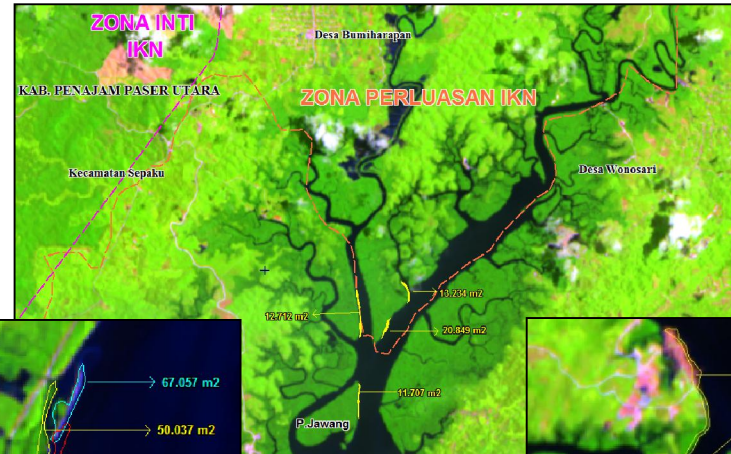 ZONA INTI
IKN
Desa Bumiharapan
KAB. PENAJAM PASER UTARA
ZONA PERLUASAN IKN
Kecamatan Sepaku
Desa Wonosari
13.234 m2
12.712 m2
20.849 m2
67.057 m2
11.707 m2
50.037 m2
P.Jawang